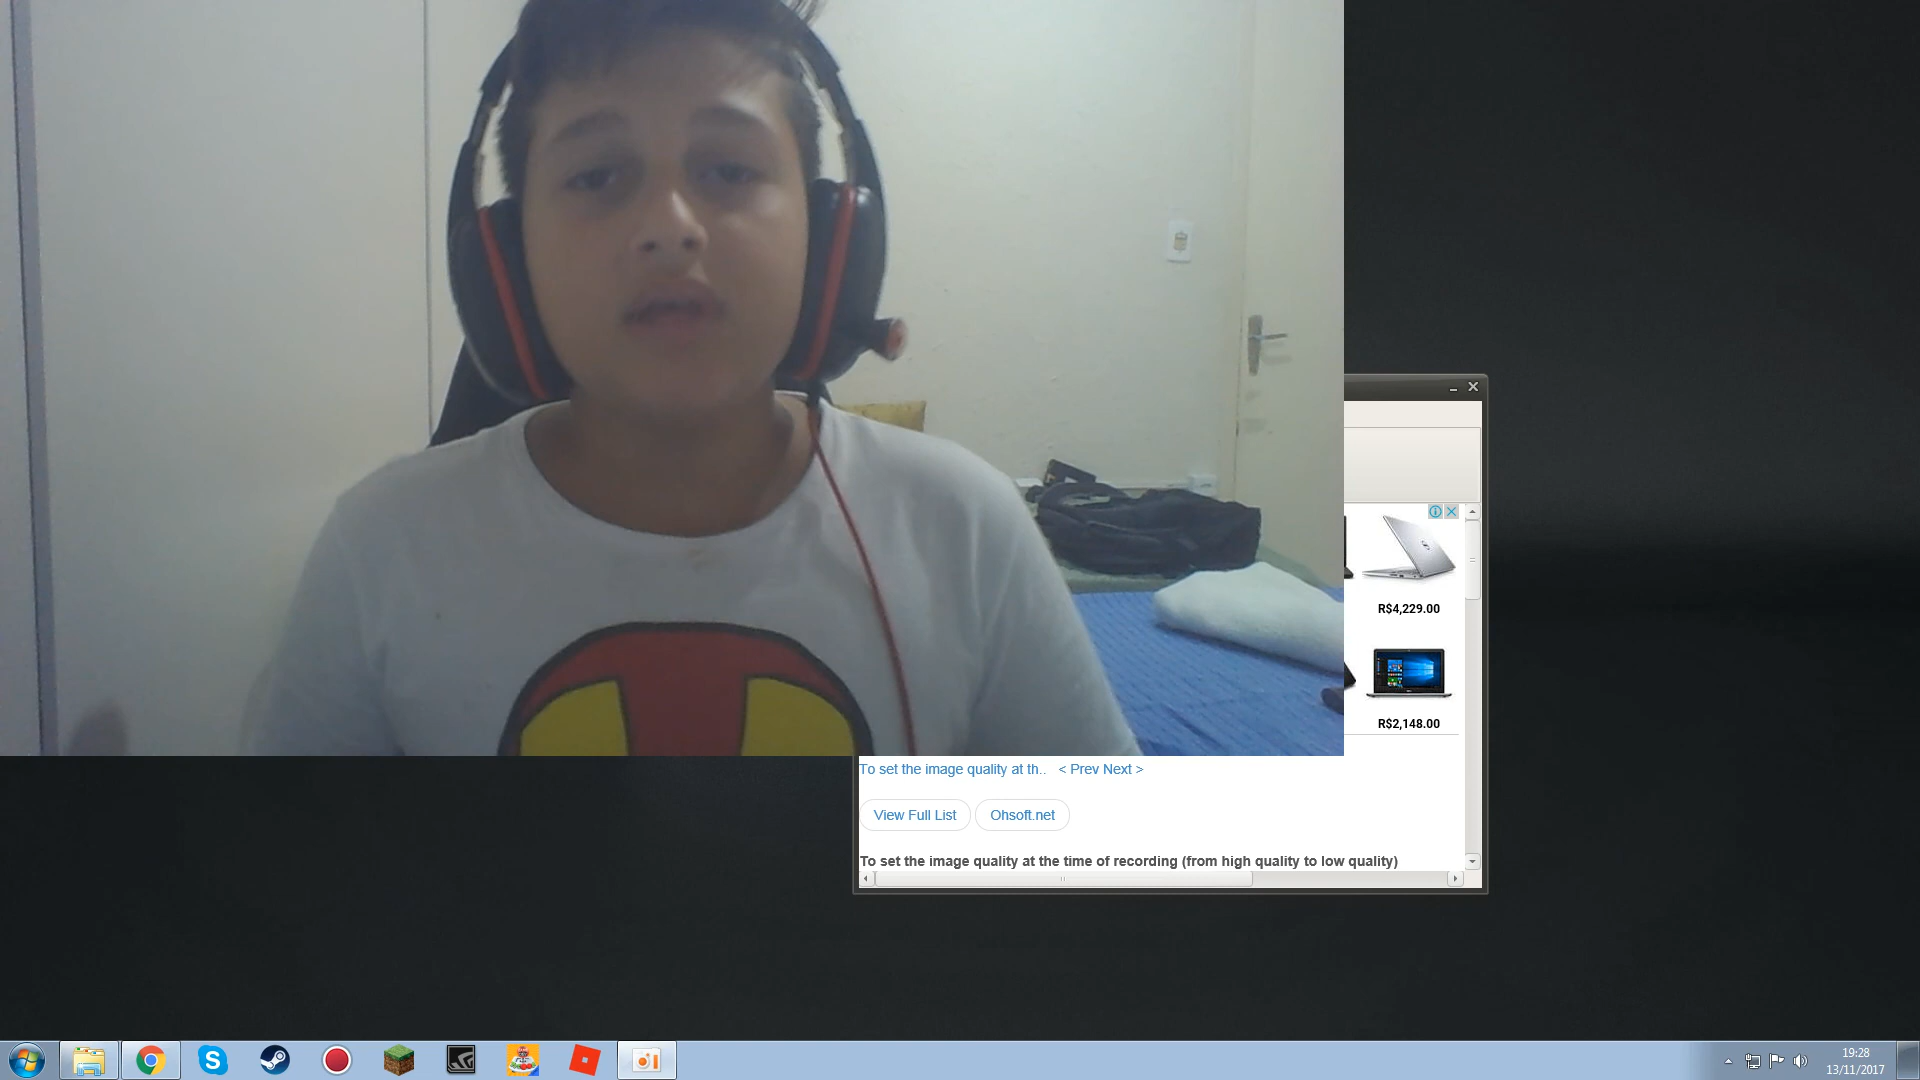 R$4,229.00
R$2,148.00
To set the image quality at th.. < Prev Next >
View Full List Ohsoft.net
To set the image quality at the time of recording (from high quality to low quality)
19:28
13/11/2017